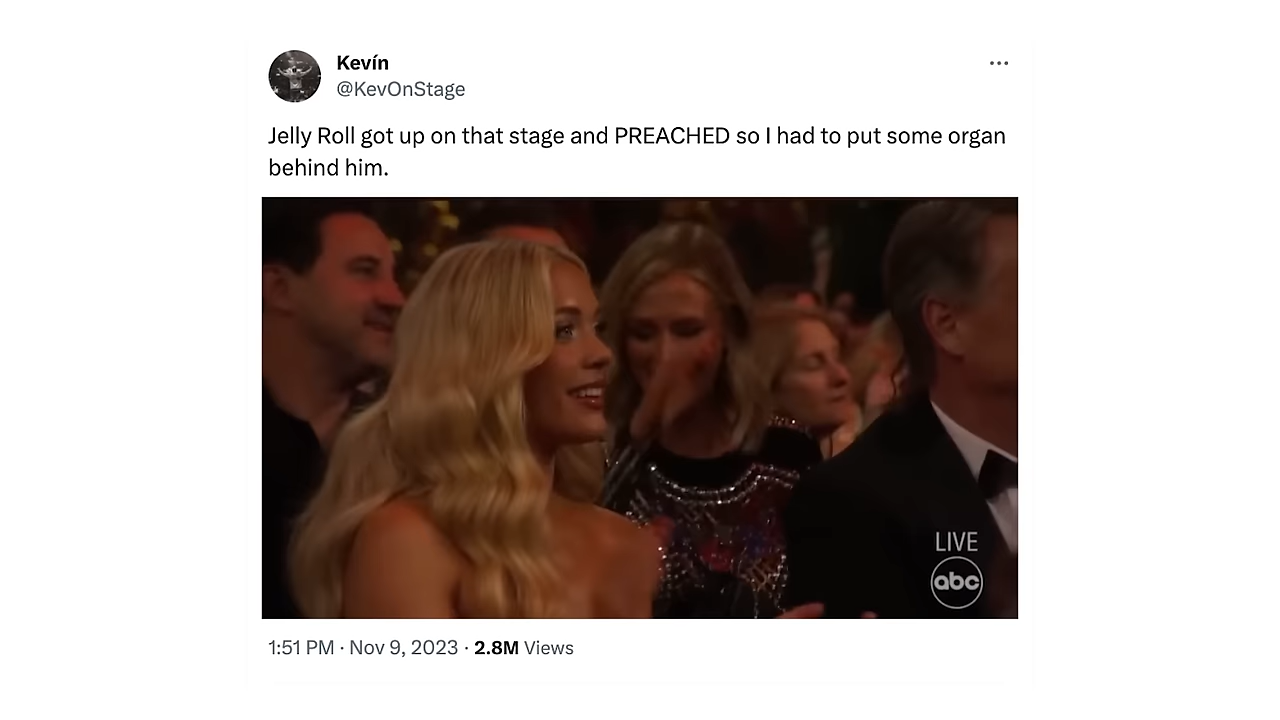 Kevín
@KevOnStage
Jelly Roll got up on that stage and PREACHED so I had to put some organ
behind him.
LIVE
abc
1:51 PM · Nov 9, 2023 · 2.8M Views